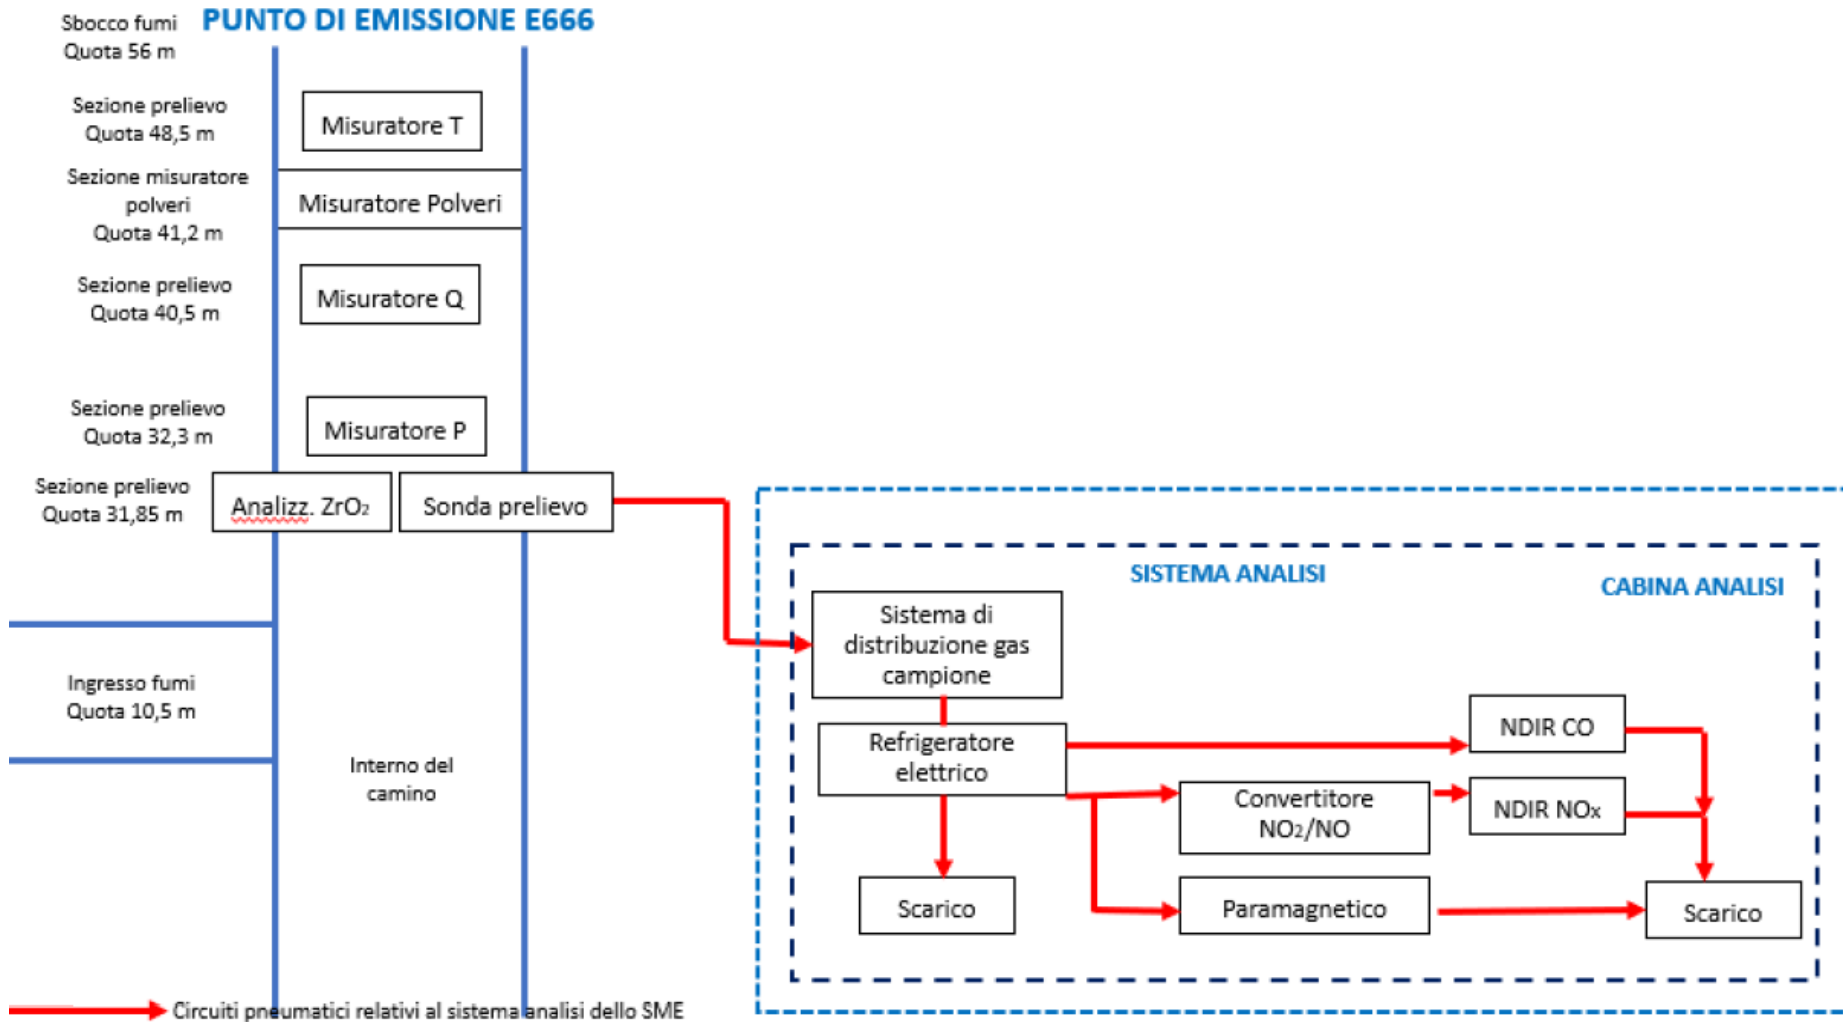 Sbocco fumi
Quota 56 m
PUNTO DI EMISSIONE E666
Sezione prelievo
Quota 48,5 m
Misuratore T
Sezione misuratore
polveri
Quota 41,2 m
Misuratore Polveri
Sezione prelievo
Quota 40,5 m
Misuratore Q
Sezione prelievo
Quota 32,3 m
Misuratore P
Sezione prelievo
Quota 31,85 m
Analizz. ZrO2
Sonda prelievo
Ingresso fumi
Quota 10,5 m
Interno del
camino
SISTEMA ANALISI
CABINA ANALISI
Sistema di
distribuzione gas
campione
Refrigeratore
elettrico
NDIR CO
Convertitore
NO2/NO
NDIR NOx
Scarico
Paramagnetico
Scarico
Circuiti pneumatici relativi al sistema analisi dello SME